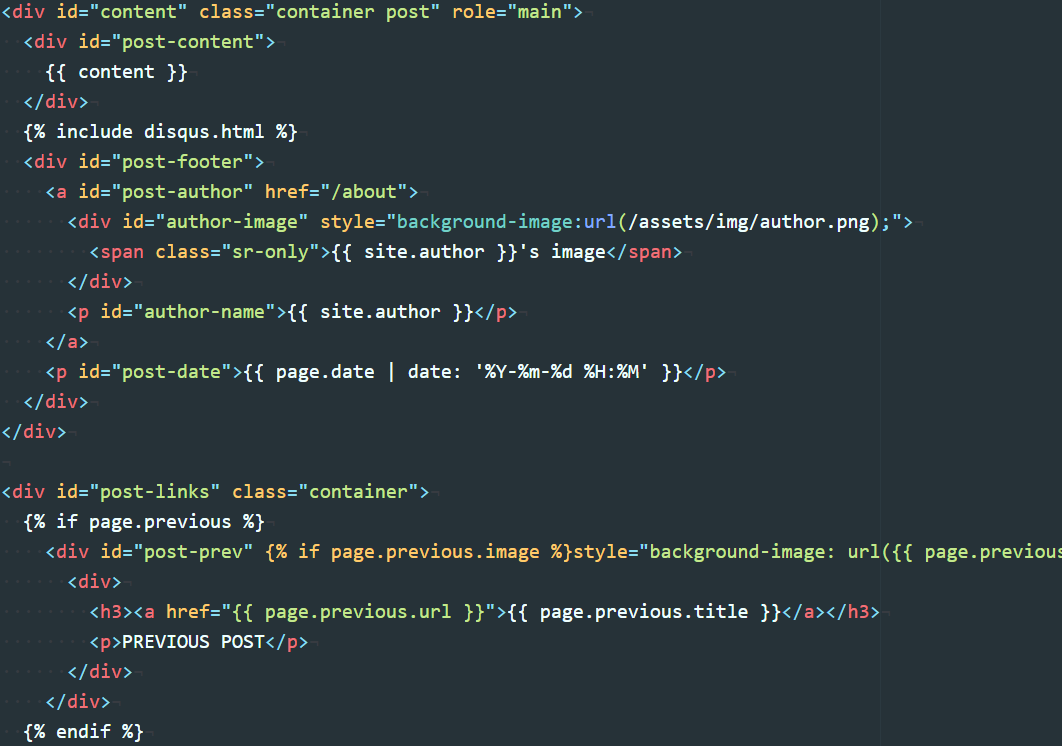 <div id="content" class="container post" role="main">
<div id="post-content">
{{ content }}
</div>
{% include disqus.html %}
<div id="post-footer">
<a id="post-author" href="/about">
<div id="author-image" style="background-image:url(/assets/img/author.png);">
<span class="sr-only">{{ site.author }}'s image</span>
</div>
<p id="author-name">{{ site.author }}</p>
</a>
<p id="post-date">{{ page.date | date: '%Y-%m-%d %H:%M' }}</p>
</div>
</div>
<div id="post-links" class="container">
{% if page.previous %}
<div id="post-prev" {% if page.previous.image %}style="background-image: url({{ page.previous
<div>
<h3><a href="{{ page.previous.url }}">{{ page.previous.title }}</a></h3>
<p>PREVIOUS POST</p>
</div>
</div>
{% endif %}